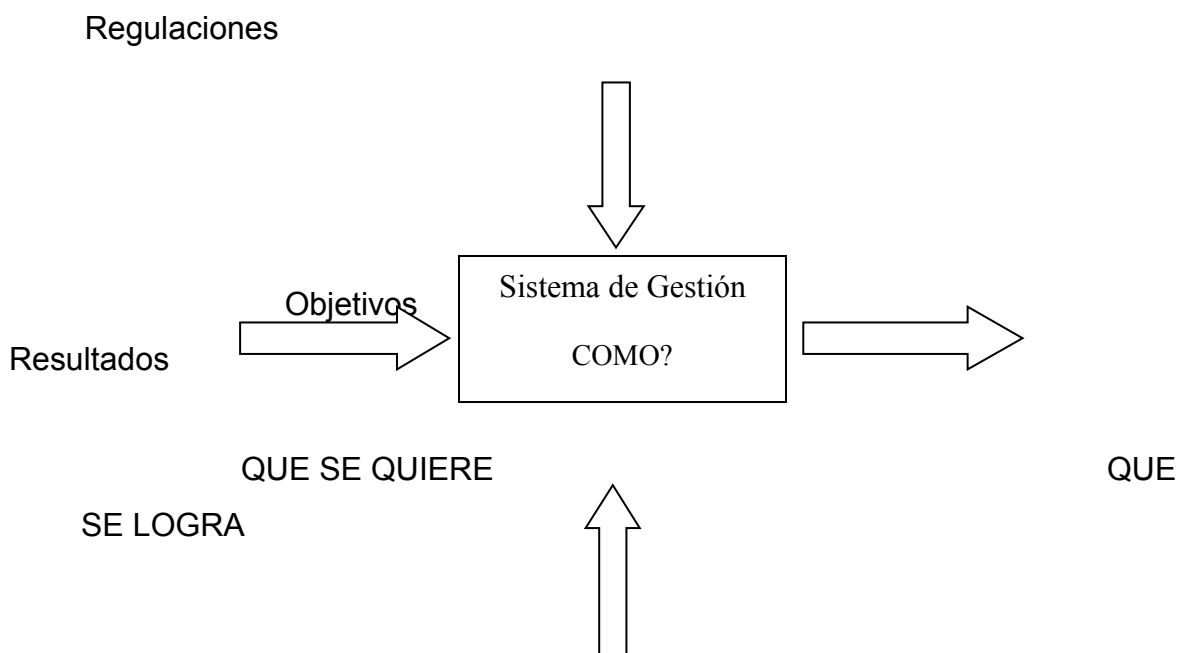 Regulaciones
Sistema de Gestión
Objetivos
COMO?
Resultados
QUE SE QUIERE QUE
SE LOGRA